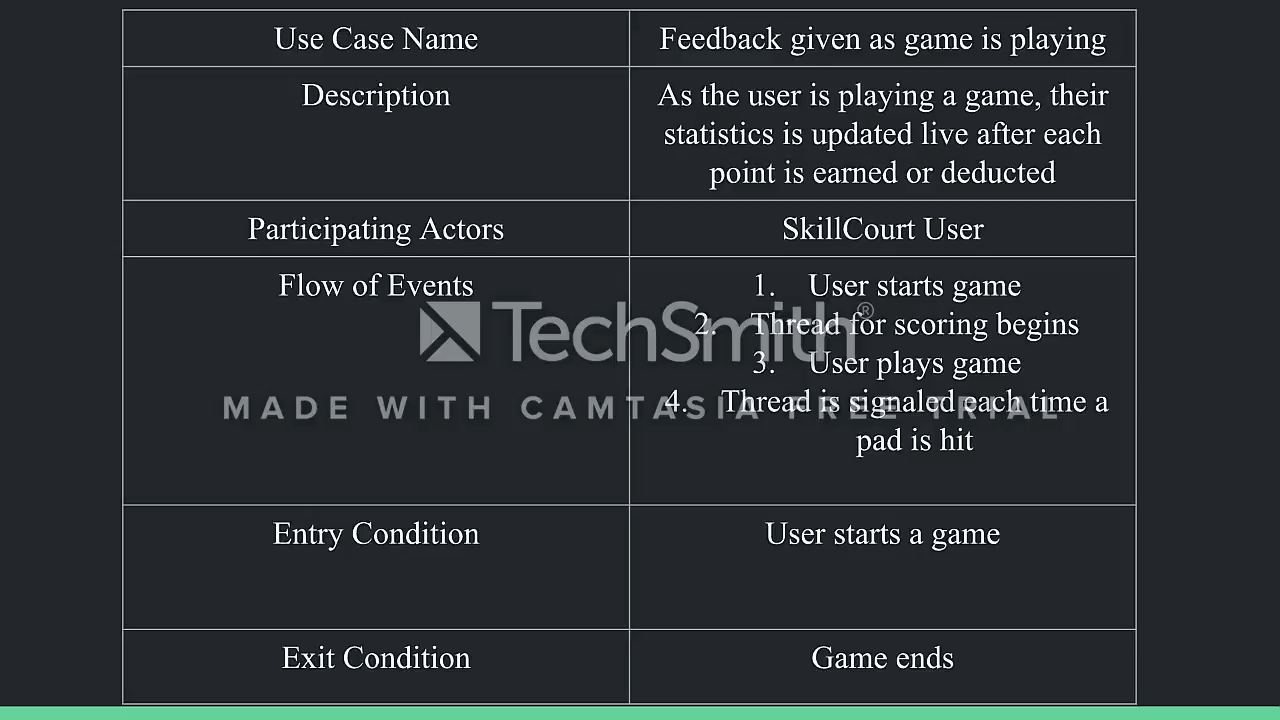 Use Case Name
Feedback given as game is playing
Description
As the user is playing a game, their
statistics is updated live after each
point is earned or deducted
Participating Actors
SkillCourt User
Flow of Events
1. User starts game
2. Thread for scoring begins
3. User plays game
4. Thread is signaled each time a
pad is hit
TechSmith®
MADE WITH CAMTASIA FREE TRIAL
Entry Condition
User starts a game
Exit Condition
Game ends